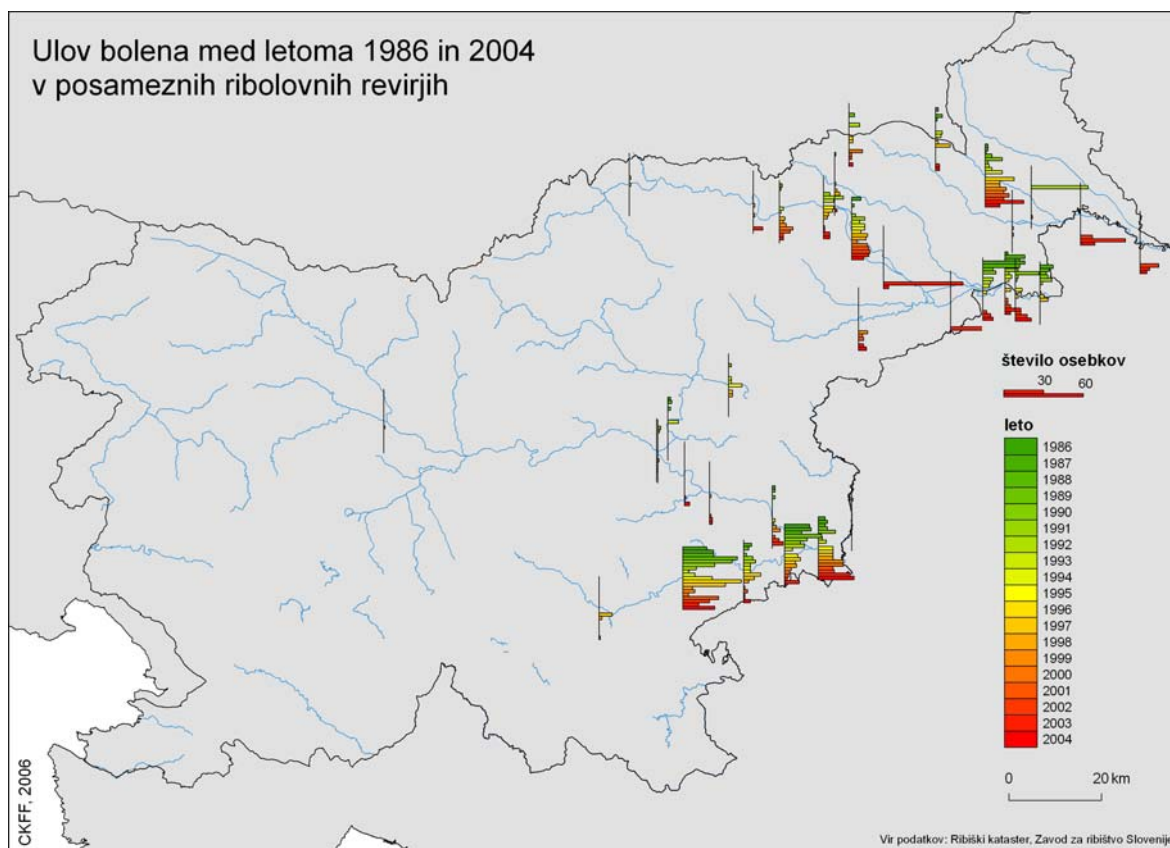 Ulov bolena med letoma 1986 in 2004
v posameznih ribolovnih revirjih
število osebkov
30 60
leto
1986
1987
1988
1989
1990
1991
1992
1993
1994
1995
1996
1997
1998
1999
2000
2001
2002
2003
2004
0 20 km
CKFF, 2006
Vir podatkov: Ribiški kataster, Zavod za ribištvo Slovenije